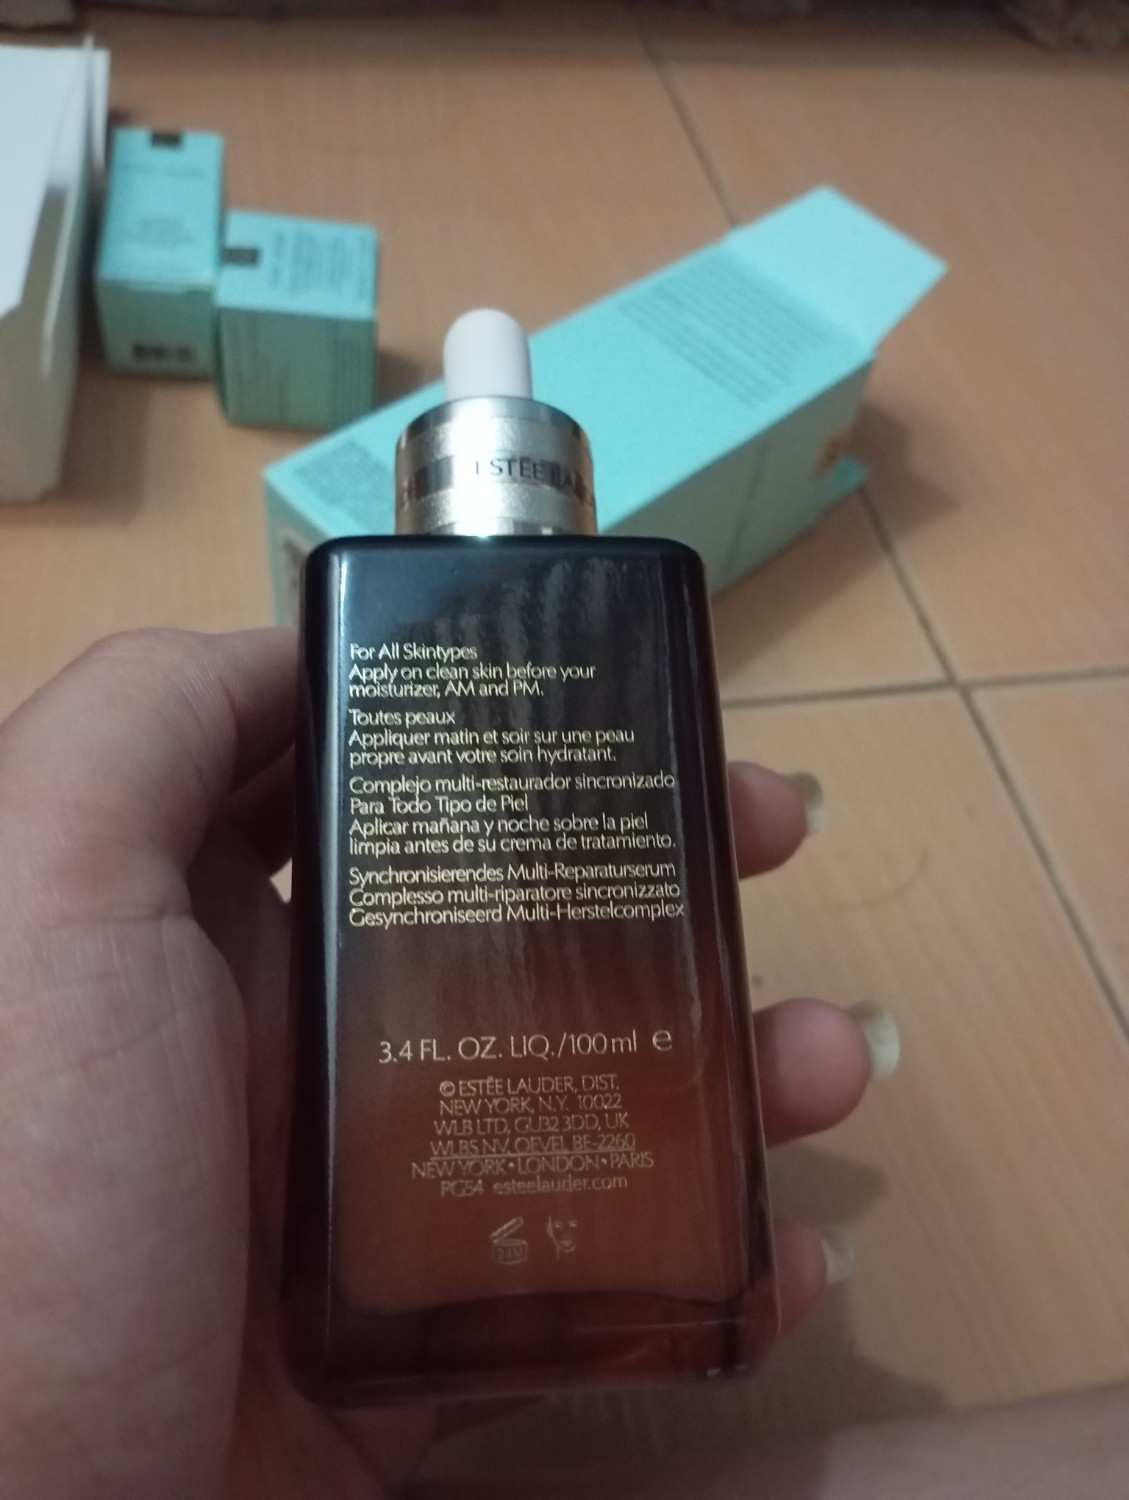 ESTĒE LAU
For All Skintypes
Apply on clean skin before your
moisturizer, AM and PM.
Toutes peaux
Appliquer matin et soir sur une peau
propre avant votre soin hydratant.
Complejo multi-restaurador sincronizado
Para Todo Tipo de Piel
Aplicar mañana y noche sobre la piel
limpia antes de su crema de tratamiento.
Synchronisierendes Multi-Reparaturserum
Complesso multi-riparatore sincronizzato
Gesynchroniseerd Multi-Herstelcomplex
3.4 FL. OZ. LIQ./100 ml ℮
© ESTĒE LAUDER, DIST.
NEW YORK, N.Y. 10022
WLB LTD, GU32 3DD, UK
WLBS NV. OEVEL BE-2260
NEW YORK • LONDON • PARIS
PG54 esteelauder.com
24M